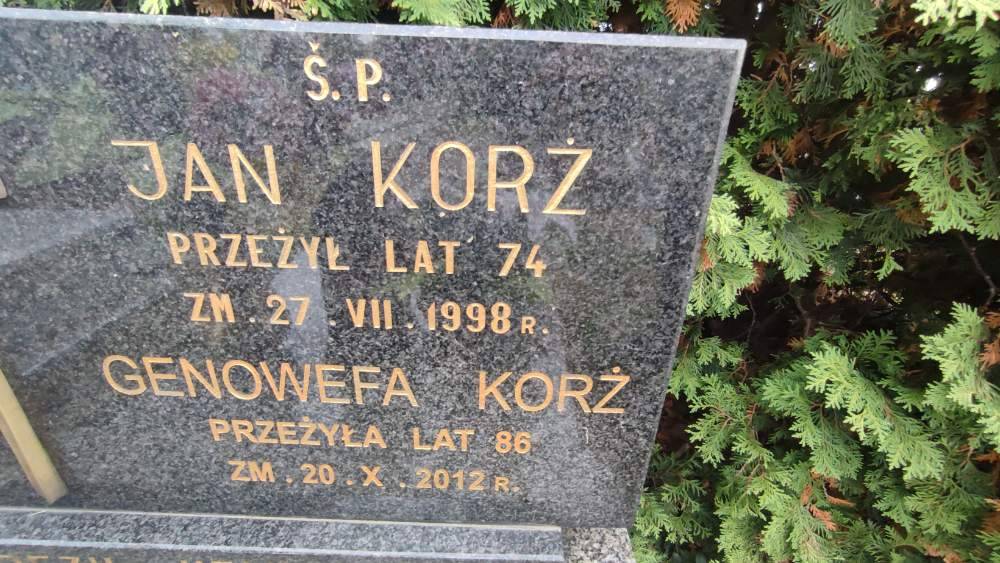 Š. P.
JAN KORŻ
PRZEŻYŁ LAT 74
ZM. 27. VII. 1998 R.
GENOWEFA KORŻ
PRZEŻYŁA LAT 86
ZM. 20. X. 2012 R.